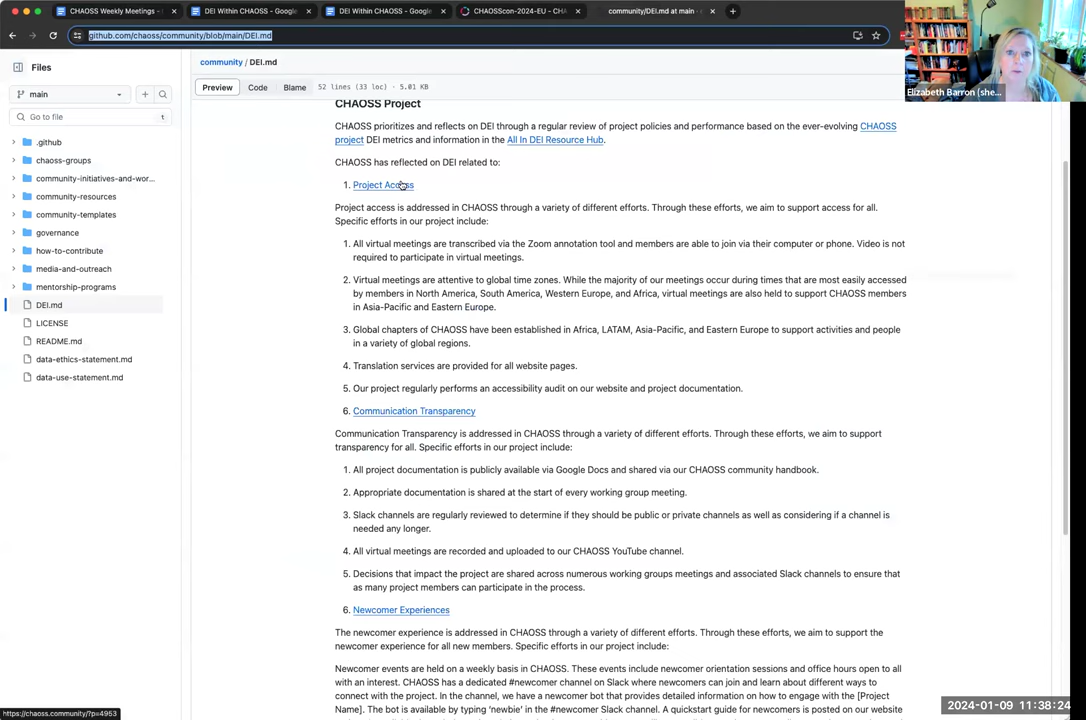 CHAOSS Weekly Meetings -
DEI Within CHAOSS - Google
DEI Within CHAOSS - Google
CHAOSScon-2024-EU - CHA
community/DEI.md at main · c
github.com/chaoss/community/blob/main/DEI.md
Elizabeth Barron (she...
Files
main
Go to file
t
.github
chaoss-groups
community-initiatives-and-wor...
community-resources
community-templates
governance
how-to-contribute
media-and-outreach
mentorship-programs
DEI.md
LICENSE
README.md
data-ethics-statement.md
data-use-statement.md
community / DEI.md
Preview
Code
Blame
52 lines (33 loc) · 5.01 KB
CHAOSS Project
CHAOSS prioritizes and reflects on DEI through a regular review of project policies and performance based on the ever-evolving CHAOSS
project DEI metrics and information in the All In DEI Resource Hub.
CHAOSS has reflected on DEI related to:
1. Project Access
Project access is addressed in CHAOSS through a variety of different efforts. Through these efforts, we aim to support access for all.
Specific efforts in our project include:
1. All virtual meetings are transcribed via the Zoom annotation tool and members are able to join via their computer or phone. Video is not
required to participate in virtual meetings.
2. Virtual meetings are attentive to global time zones. While the majority of our meetings occur during times that are most easily accessed
by members in North America, South America, Western Europe, and Africa, virtual meetings are also held to support CHAOSS members
in Asia-Pacific and Eastern Europe.
3. Global chapters of CHAOSS have been established in Africa, LATAM, Asia-Pacific, and Eastern Europe to support activities and people
in a variety of global regions.
4. Translation services are provided for all website pages.
5. Our project regularly performs an accessibility audit on our website and project documentation.
6. Communication Transparency
Communication Transparency is addressed in CHAOSS through a variety of different efforts. Through these efforts, we aim to support
transparency for all. Specific efforts in our project include:
1. All project documentation is publicly available via Google Docs and shared via our CHAOSS community handbook.
2. Appropriate documentation is shared at the start of every working group meeting.
3. Slack channels are regularly reviewed to determine if they should be public or private channels as well as considering if a channel is
needed any longer.
4. All virtual meetings are recorded and uploaded to our CHAOSS YouTube channel.
5. Decisions that impact the project are shared across numerous working groups meetings and associated Slack channels to ensure that
as many project members can participate in the process.
6. Newcomer Experiences
The newcomer experience is addressed in CHAOSS through a variety of different efforts. Through these efforts, we aim to support the
newcomer experience for all new members. Specific efforts in our project include:
Newcomer events are held on a weekly basis in CHAOSS. These events include newcomer orientation sessions and office hours open to all
with an interest. CHAOSS has a dedicated #newcomer channel on Slack where newcomers can join and learn about different ways to
connect with the project. In the channel, we have a newcomer bot that provides detailed information on how to engage with the [Project
Name]. The bot is available by typing 'newbie' in the #newcomer Slack channel. A quickstart guide for newcomers is posted on our website
https://chaoss.community/?p=4953
2024-01-09 11:38:24